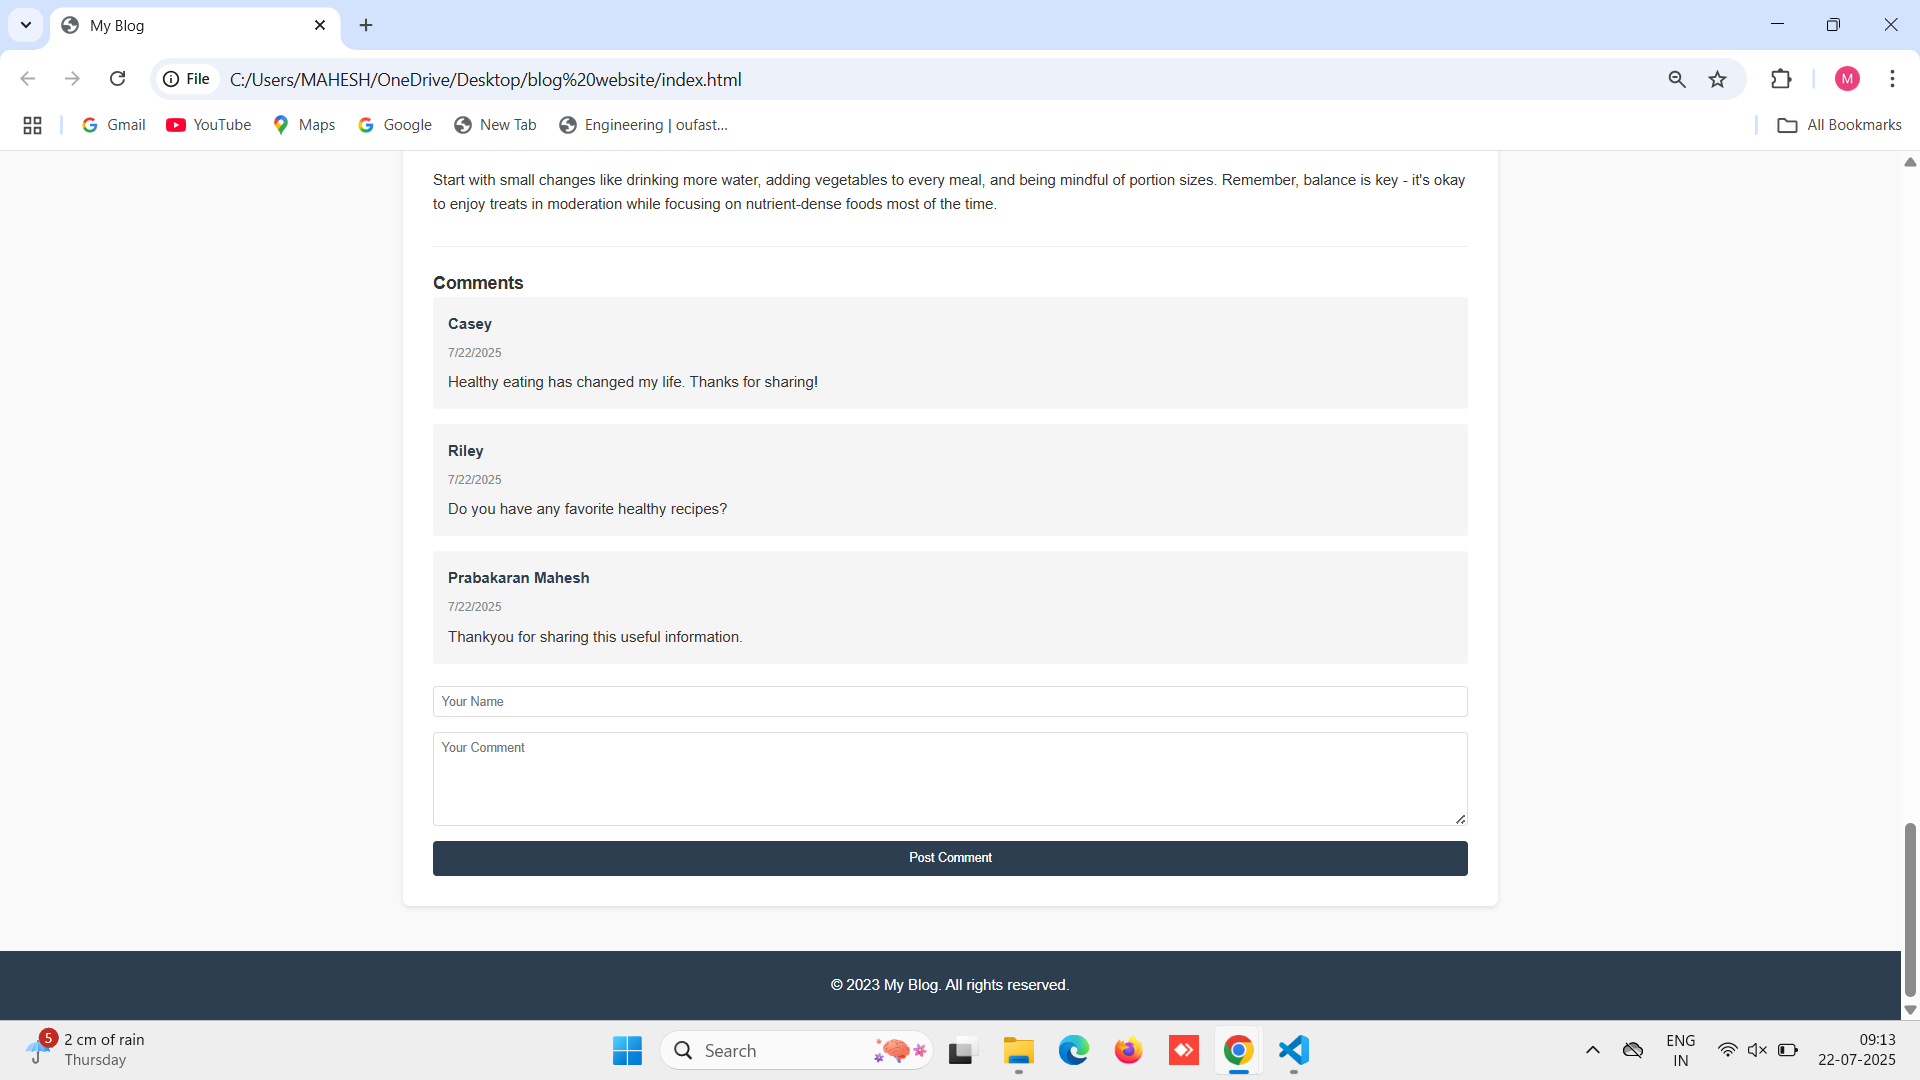 My Blog
File
C:/Users/MAHESH/OneDrive/Desktop/blog%20website/index.html
M
Gmail
YouTube
Maps
Google
New Tab
Engineering | oufast...
All Bookmarks
Start with small changes like drinking more water, adding vegetables to every meal, and being mindful of portion sizes. Remember, balance is key - it's okay
to enjoy treats in moderation while focusing on nutrient-dense foods most of the time.
Comments
Casey
7/22/2025
Healthy eating has changed my life. Thanks for sharing!
Riley
7/22/2025
Do you have any favorite healthy recipes?
Prabakaran Mahesh
7/22/2025
Thankyou for sharing this useful information.
Your Name
Your Comment
Post Comment
© 2023 My Blog. All rights reserved.
5
2 cm of rain
Thursday
Search
ENG
IN
09:13
22-07-2025